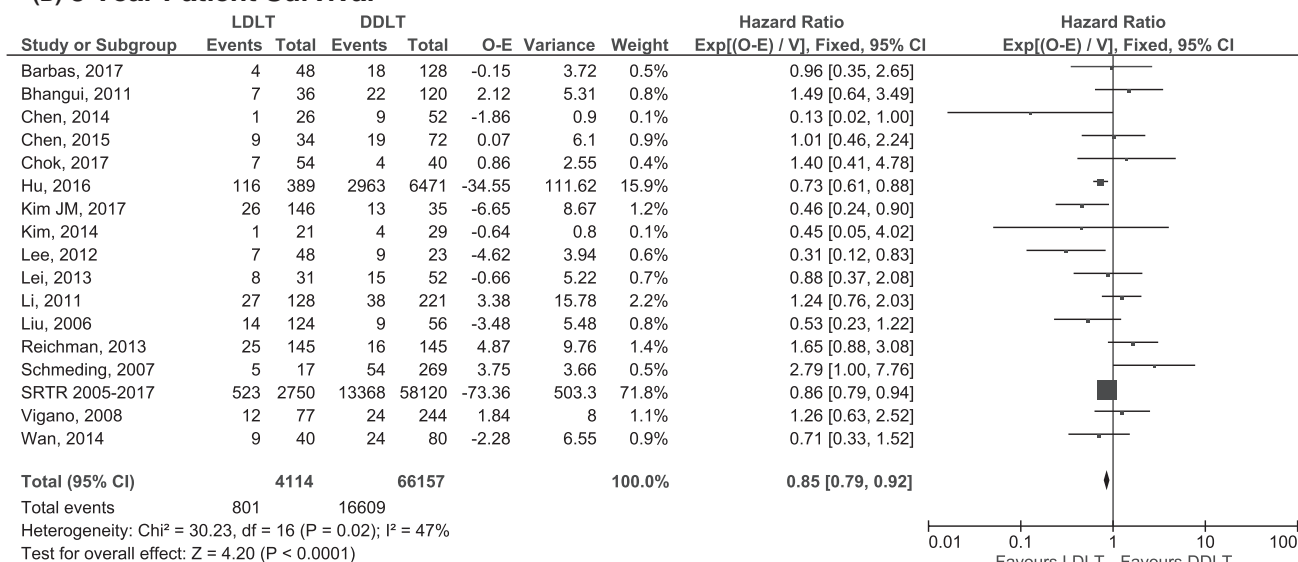 LDLT DDLT Hazard Ratio Hazard Ratio
Study or Subgroup Events Total Events Total O-E Variance Weight Exp[(O-E) / V], Fixed, 95% CI Exp[(O-E) / V], Fixed, 95% CI
Barbas, 2017 4 48 18 128 -0.15 3.72 0.5% 0.96 [0.35, 2.65]
Bhangui, 2011 7 36 22 120 2.12 5.31 0.8% 1.49 [0.64, 3.49]
Chen, 2014 1 26 9 52 -1.86 0.9 0.1% 0.13 [0.02, 1.00]
Chen, 2015 9 34 19 72 0.07 6.1 0.9% 1.01 [0.46, 2.24]
Chok, 2017 7 54 4 40 0.86 2.55 0.4% 1.40 [0.41, 4.78]
Hu, 2016 116 389 2963 6471 -34.55 111.62 15.9% 0.73 [0.61, 0.88]
Kim JM, 2017 26 146 13 35 -6.65 8.67 1.2% 0.46 [0.24, 0.90]
Kim, 2014 1 21 4 29 -0.64 0.8 0.1% 0.45 [0.05, 4.02]
Lee, 2012 7 48 9 23 -4.62 3.94 0.6% 0.31 [0.12, 0.83]
Lei, 2013 8 31 15 52 -0.66 5.22 0.7% 0.88 [0.37, 2.08]
Li, 2011 27 128 38 221 3.38 15.78 2.2% 1.24 [0.76, 2.03]
Liu, 2006 14 124 9 56 -3.48 5.48 0.8% 0.53 [0.23, 1.22]
Reichman, 2013 25 145 16 145 4.87 9.76 1.4% 1.65 [0.88, 3.08]
Schmeding, 2007 5 17 54 269 3.75 3.66 0.5% 2.79 [1.00, 7.76]
SRTR 2005-2017 523 2750 13368 58120 -73.36 503.3 71.8% 0.86 [0.79, 0.94]
Vigano, 2008 12 77 24 244 1.84 8 1.1% 1.26 [0.63, 2.52]
Wan, 2014 9 40 24 80 -2.28 6.55 0.9% 0.71 [0.33, 1.52]
Total (95% CI) 4114 66157 100.0% 0.85 [0.79, 0.92]
Total events 801 16609
Heterogeneity: Chi² = 30.23, df = 16 (P = 0.02); I² = 47%
Test for overall effect: Z = 4.20 (P < 0.0001)
0.01 0.1 1 10 100
Favours LDLT Favours DDLT